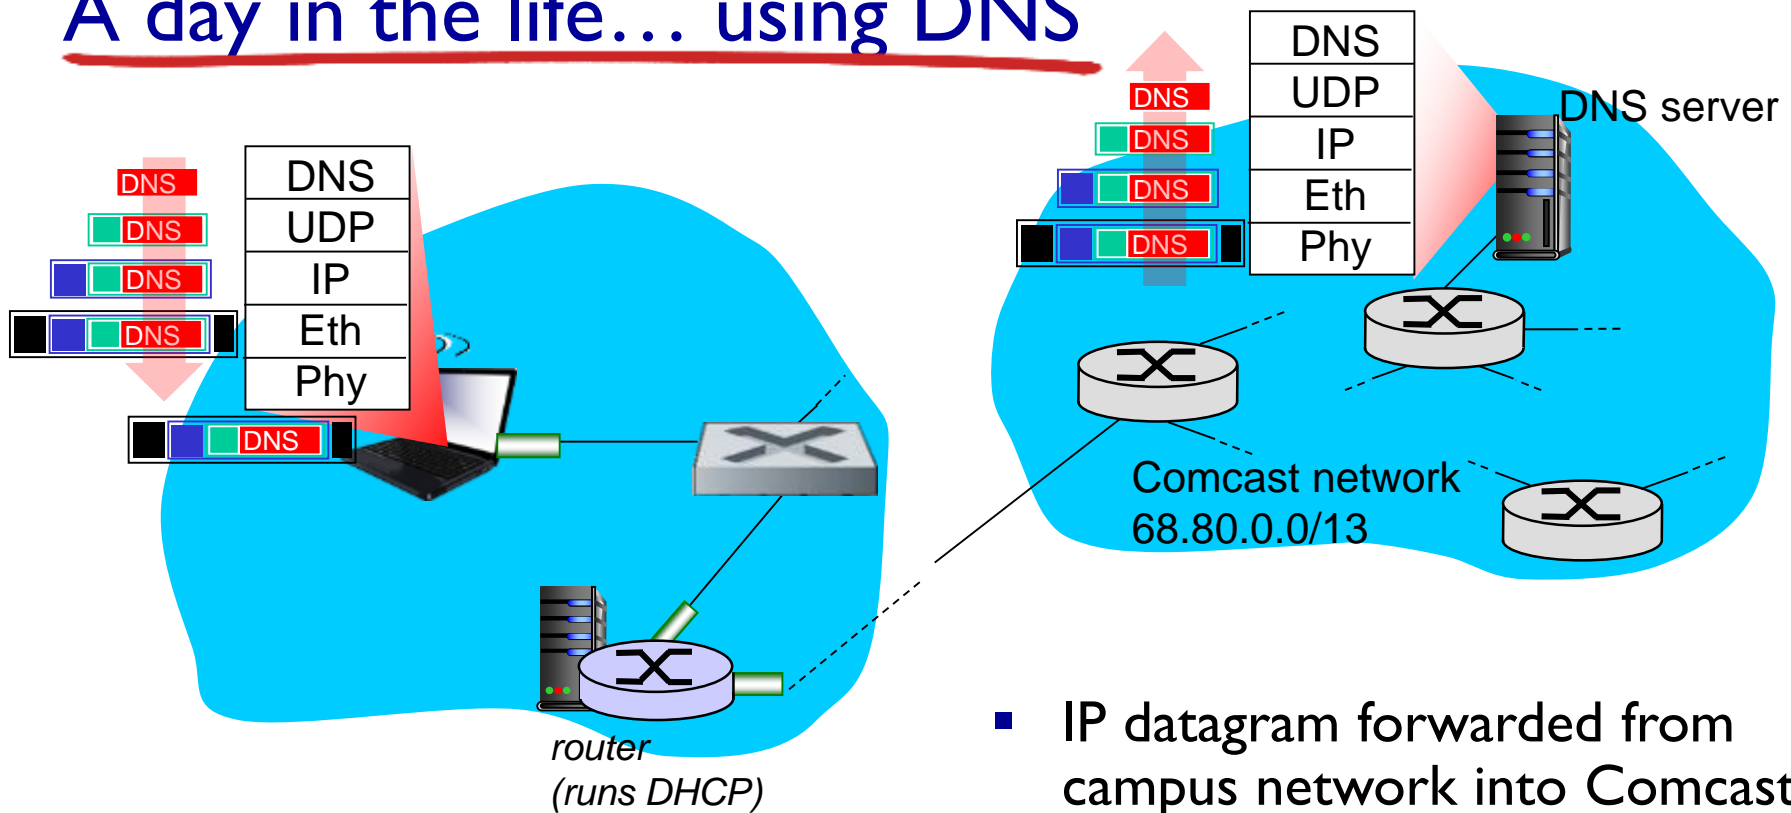 A day in the life… using DNS
DNS
DNS
DNS
DNS
DNS
DNS
UDP
IP
Eth
Phy
DNS
DNS
DNS
DNS
DNS
UDP
IP
Eth
Phy
DNS server
Comcast network
68.80.0.0/13
router
(runs DHCP)
▪ IP datagram forwarded from
campus network into Comcast